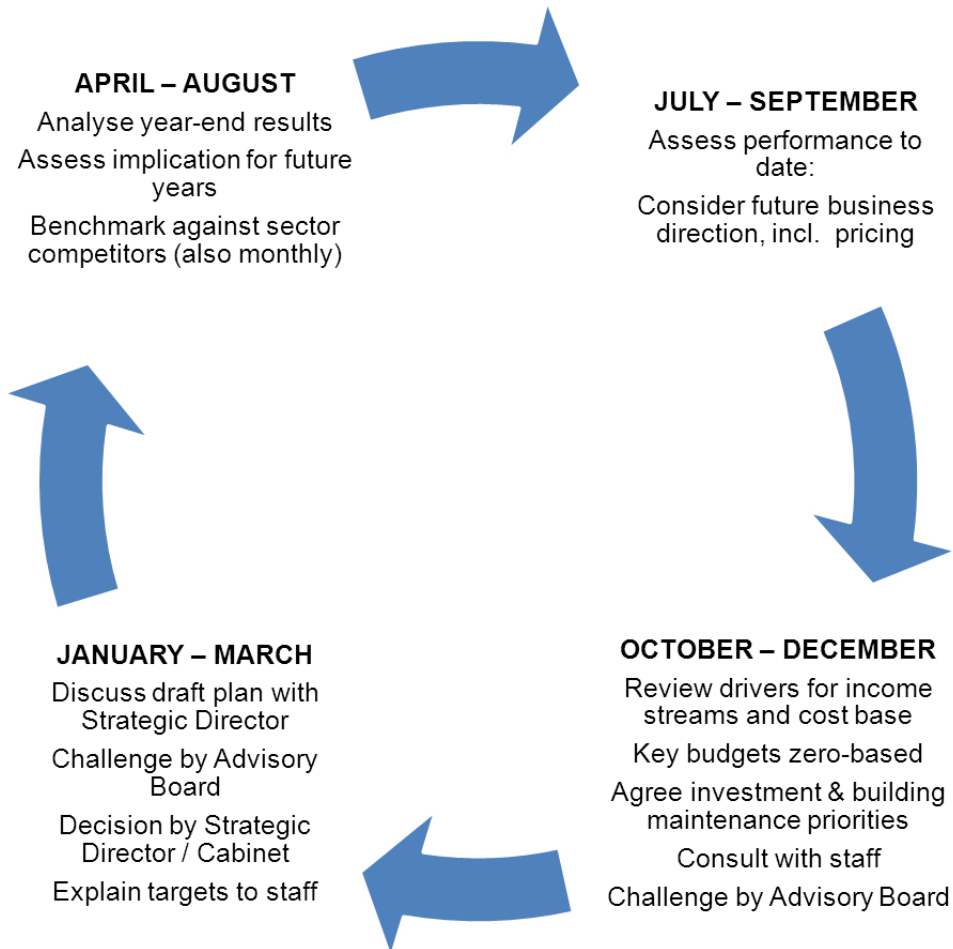 APRIL – AUGUST
Analyse year-end results
Assess implication for future
years
Benchmark against sector
competitors (also monthly)
JULY – SEPTEMBER
Assess performance to
date:
Consider future business
direction, incl.  pricing
OCTOBER – DECEMBER
Review drivers for income
streams and cost base
Key budgets zero-based
Agree investment & building
maintenance priorities
Consult with staff
Challenge by Advisory Board
JANUARY – MARCH
Discuss draft plan with
Strategic Director
Challenge by Advisory
Board
Decision by Strategic
Director / Cabinet
Explain targets to staff